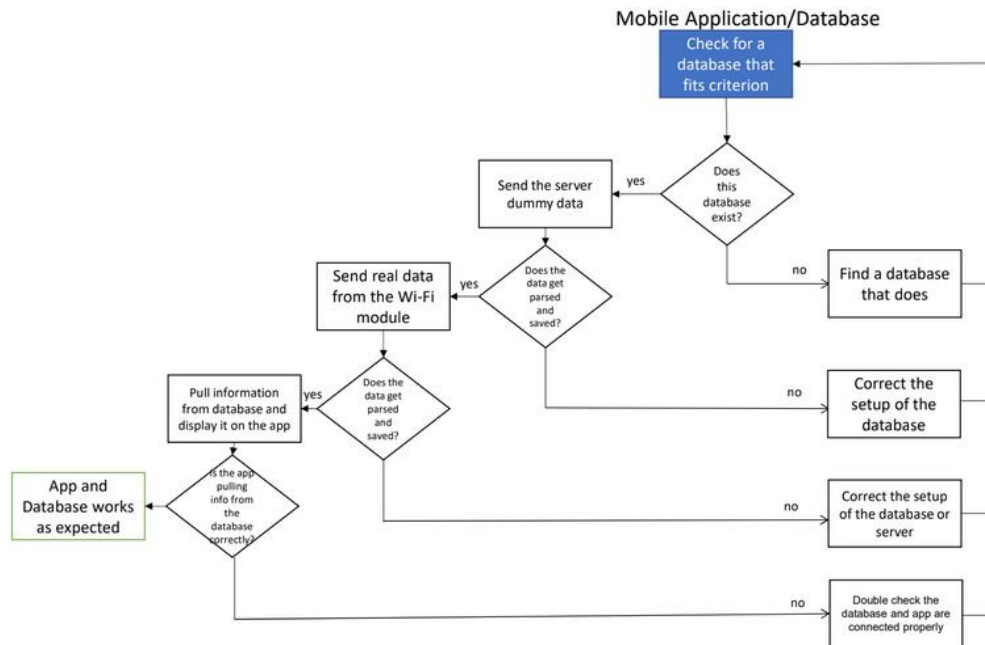 Mobile Application/Database
Check for a
database that
fits criterion
Does
this
database
exist?
yes
Send the server
dummy data
no
Find a database
that does
Does the
data get
parsed
and
saved?
yes
Send real data
from the Wi-Fi
module
no
Correct the
setup of the
database
Does the
data get
parsed
and
saved?
yes
Pull information
from database and
display it on the app
no
Correct the setup
of the database or
server
Is the app
pulling
info from
the
database
correctly?
App and
Database works
as expected
no
Double check the
database and app are
connected properly